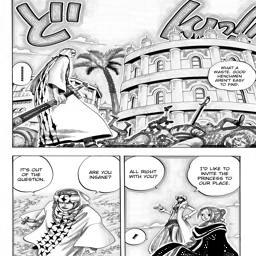 WHAT A
WASTE. GOOD
HENCHMEN
AREN'T EASY
TO FIND.
!
I'D LIKE TO
INVITE THE
PRINCESS TO
OUR PLACE.
ALL RIGHT
WITH YOU?
!
ARE YOU
INSANE?
IT'S OUT OF
THE
QUESTION.